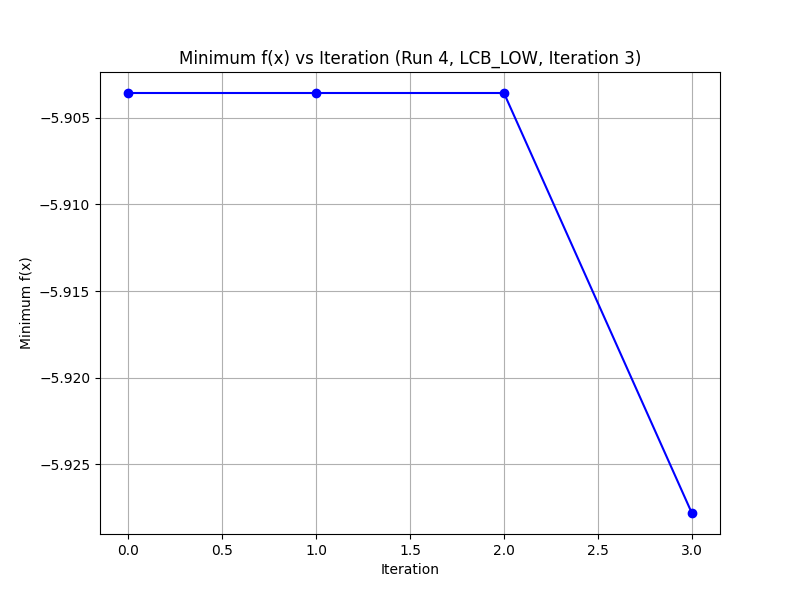 Minimum f(x) vs Iteration (Run 4, LCB_LOW, Iteration 3)
Minimum f(x)
−5.905
−5.910
−5.915
−5.920
−5.925
0.0 0.5 1.0 1.5 2.0 2.5 3.0
Iteration